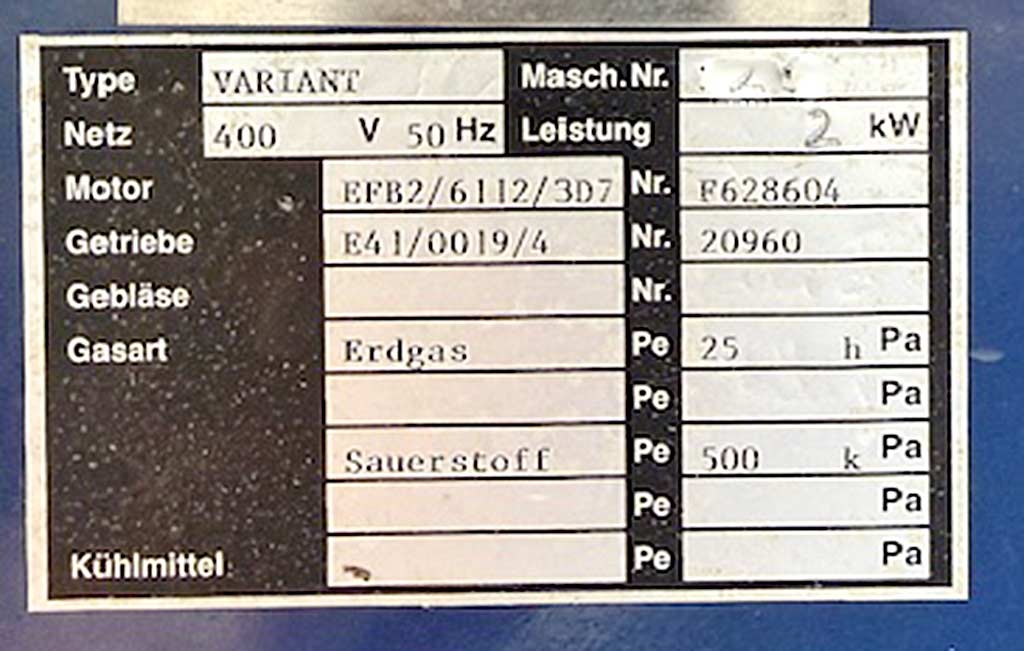 Type VARIANT Masch.Nr.
Netz 400 V 50 Hz Leistung 2 kW
Motor EFB2/6112/3D7 Nr. F628604
Getriebe E41/0019/4 Nr. 20960
Gebläse Nr.
Gasart Erdgas Pe 25 h Pa
Pe Pa
Sauerstoff Pe 500 k Pa
Pe Pa
Kühlmittel Pe Pa